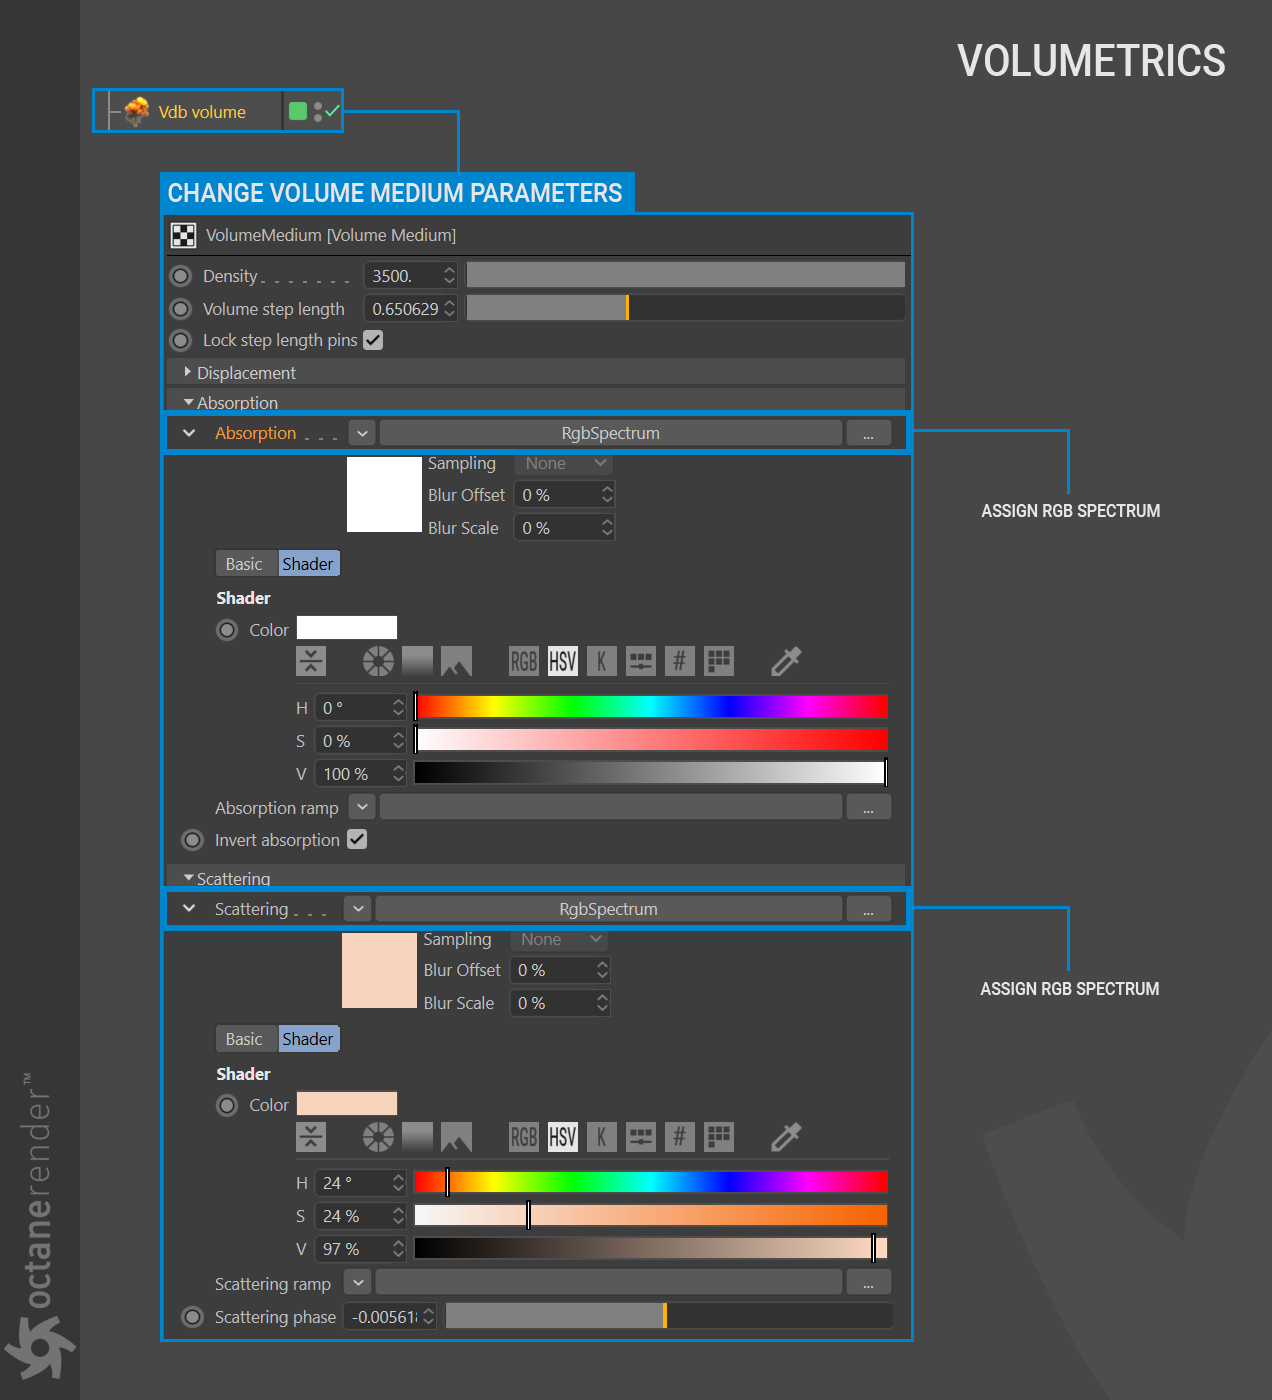 VOLUMETRICS
Vdb volume
CHANGE VOLUME MEDIUM PARAMETERS
VolumeMedium [Volume Medium]
Density 3500.
Volume step length 0.650629
Lock step length pins
Displacement
Absorption
Absorption RgbSpectrum ...
ASSIGN RGB SPECTRUM
Sampling None
Blur Offset 0 %
Blur Scale 0 %
Basic Shader
Shader
Color
RGB HSV K #
H 0 °
S 0 %
V 100 %
Absorption ramp ...
Invert absorption
Scattering
Scattering RgbSpectrum ...
ASSIGN RGB SPECTRUM
Sampling None
Blur Offset 0 %
Blur Scale 0 %
Basic Shader
Shader
Color
RGB HSV K #
H 24 °
S 24 %
V 97 %
Scattering ramp ...
Scattering phase -0.00561
octanerender™